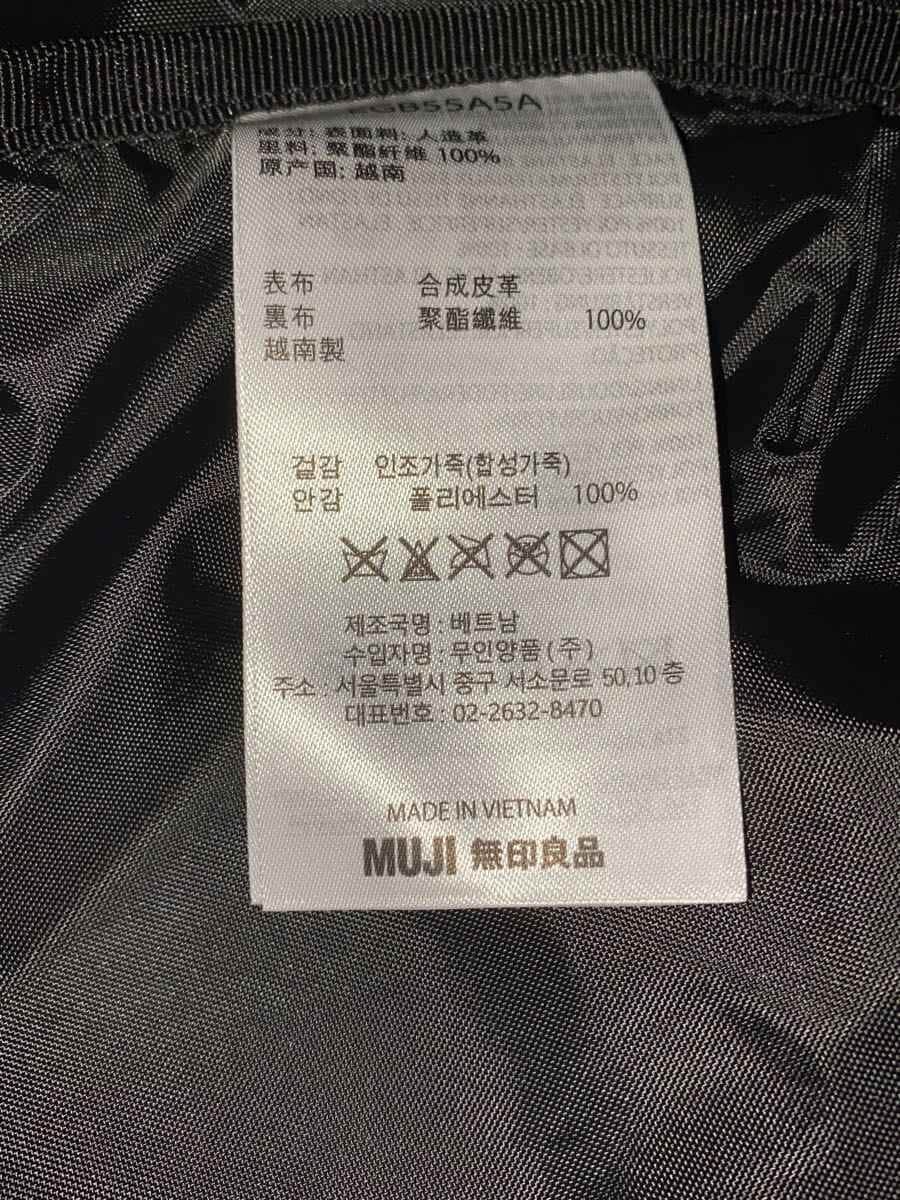 GB55A5A
成分: 表面料: 人造革
里料: 聚酯纤维 100%
原产国: 越南
表布 合成皮革
裏布 聚酯纖維 100%
越南製
겉감 인조가죽(합성가죽)
안감 폴리에스터 100%
제조국명 : 베트남
수입자명 : 무인양품 (주)
주소 : 서울특별시 중구 서소문로 50,10 층
대표번호 : 02-2632-8470
MADE IN VIETNAM
MUJI 無印良品